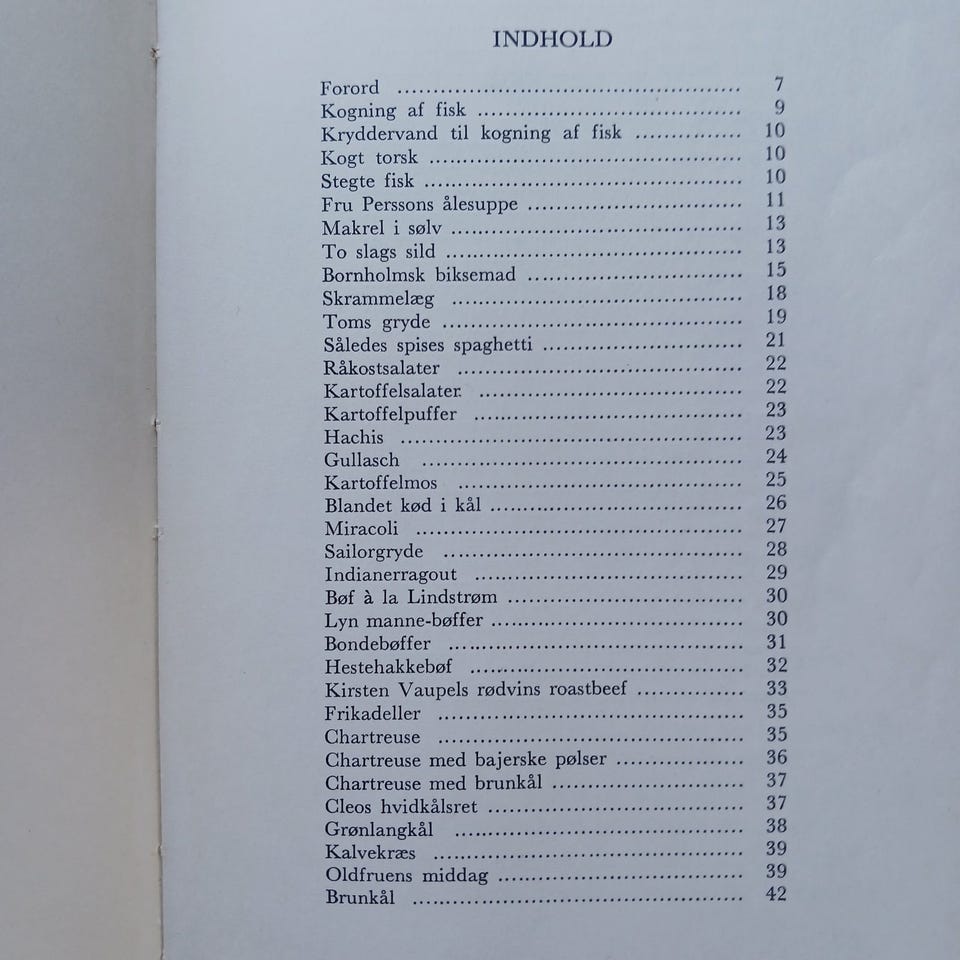 INDHOLD
Forord .................................................. 7
Kogning af fisk ...................................... 9
Kryddervand til kogning af fisk ............... 10
Kogt torsk ............................................. 10
Stegte fisk ............................................. 10
Fru Perssons ålesuppe ............................... 11
Makrel i sølv .......................................... 13
To slags sild ........................................... 13
Bornholmsk biksemad ............................... 15
Skrammelæg .......................................... 18
Toms gryde ........................................... 19
Således spises spaghetti ............................. 21
Råkostsalater ......................................... 22
Kartoffelsalater ...................................... 22
Kartoffelpuffer ....................................... 23
Hachis ................................................. 23
Gullasch .............................................. 24
Kartoffelmos ......................................... 25
Blandet kød i kål .................................... 26
Miracoli ............................................... 27
Sailorgryde ........................................... 28
Indianerragout ....................................... 29
Bøf à la Lindstrøm .................................. 30
Lyn manne-bøffer .................................... 30
Bondebøffer .......................................... 31
Hestehakkebøf ....................................... 32
Kirsten Vaupels rødvins roastbeef ............... 33
Frikadeller ............................................ 35
Chartreuse ............................................ 35
Chartreuse med bajerske pølser .................. 36
Chartreuse med brunkål ............................ 37
Cleos hvidkålsret ..................................... 37
Grønlangkål .......................................... 38
Kalvekræs ............................................. 39
Oldfruens middag .................................... 39
Brunkål ................................................ 42